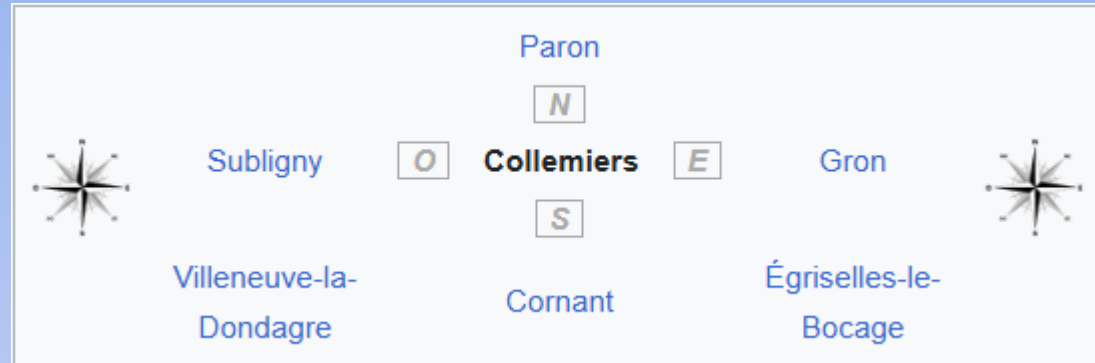 Paron
N
Subligny O Collemiers E Gron
S
Villeneuve-la-
Dondagre
Cornant
Égriselles-le-
Bocage